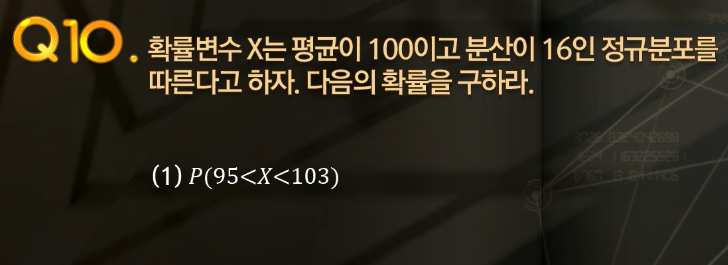 Q10. 확률변수 X는 평균이 100이고 분산이 16인 정규분포를
따른다고 하자. 다음의 확률을 구하라.
(1) P(95<X<103)